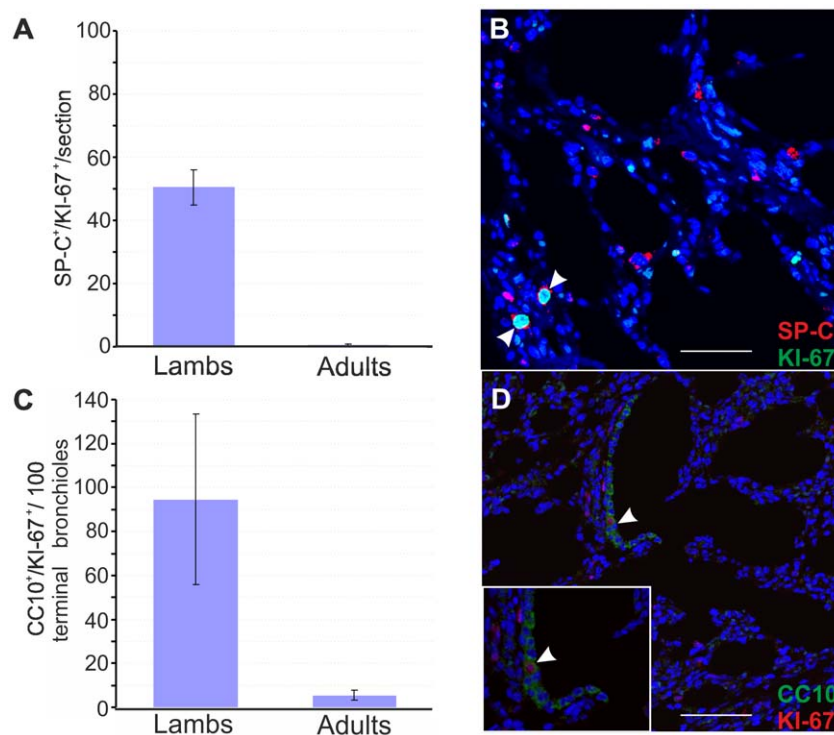 A
SP-C⁺/KI-67⁺/section
100
80
60
40
20
0
Lambs Adults
B
SP-C
KI-67
C
CC10⁺/KI-67⁺/ 100
terminal bronchioles
140
120
100
80
60
40
20
10
0
Lambs Adults
D
CC10
KI-67